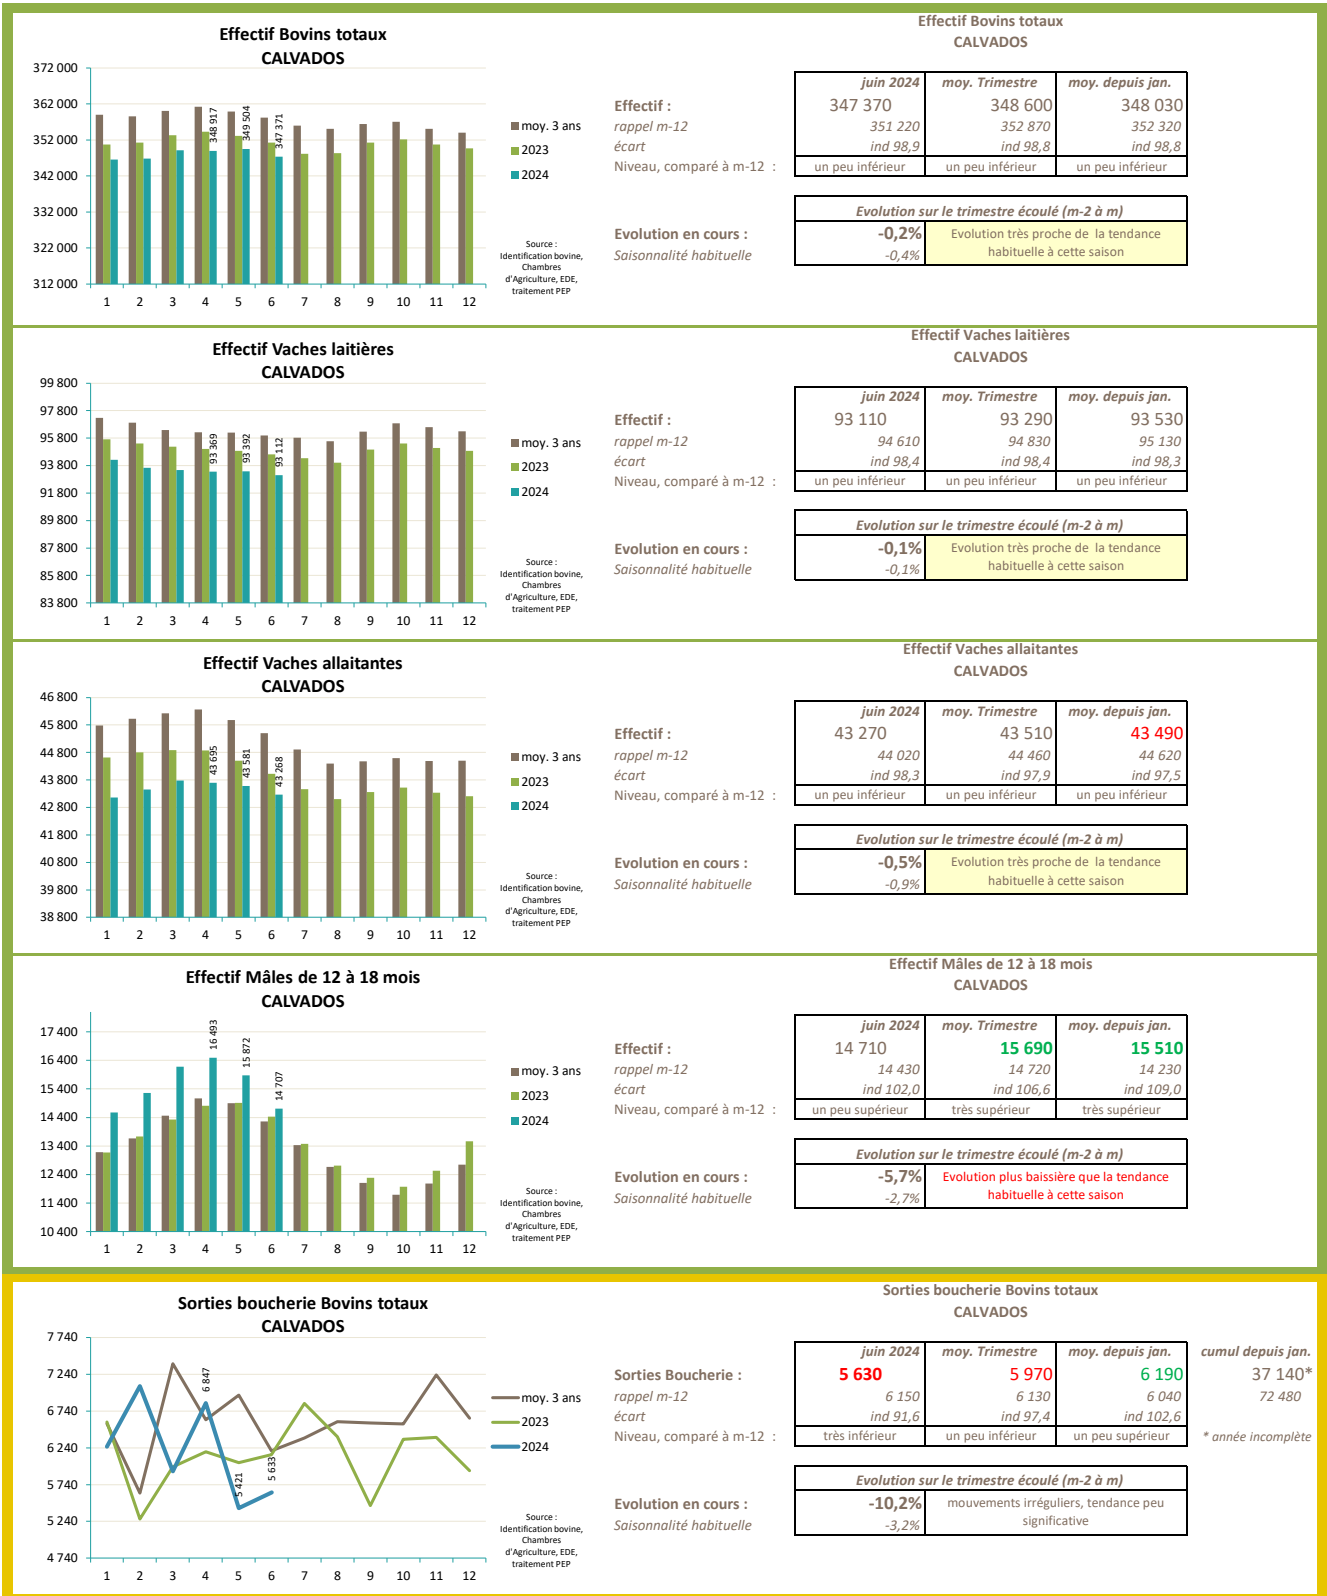 Effectif Bovins totaux
CALVADOS
372 000
362 000
352 000
342 000
332 000
322 000
312 000
348 917
349 504
347 371
1 2 3 4 5 6 7 8 9 10 11 12
moy. 3 ans
2023
2024
Source :
Identification bovine,
Chambres
d'Agriculture, EDE,
traitement PEP
Effectif Bovins totaux
CALVADOS
juin 2024 moy. Trimestre moy. depuis jan.
Effectif : 347 370 348 600 348 030
rappel m-12 351 220 352 870 352 320
écart ind 98,9 ind 98,8 ind 98,8
Niveau, comparé à m-12 : un peu inférieur un peu inférieur un peu inférieur
Evolution sur le trimestre écoulé (m-2 à m)
Evolution en cours : -0,2% Evolution très proche de la tendance
Saisonnalité habituelle -0,4% habituelle à cette saison
Effectif Vaches laitières
CALVADOS
99 800
97 800
95 800
93 800
91 800
89 800
87 800
85 800
83 800
93 369
93 392
93 112
1 2 3 4 5 6 7 8 9 10 11 12
moy. 3 ans
2023
2024
Source :
Identification bovine,
Chambres
d'Agriculture, EDE,
traitement PEP
Effectif Vaches laitières
CALVADOS
juin 2024 moy. Trimestre moy. depuis jan.
Effectif : 93 110 93 290 93 530
rappel m-12 94 610 94 830 95 130
écart ind 98,4 ind 98,4 ind 98,3
Niveau, comparé à m-12 : un peu inférieur un peu inférieur un peu inférieur
Evolution sur le trimestre écoulé (m-2 à m)
Evolution en cours : -0,1% Evolution très proche de la tendance
Saisonnalité habituelle -0,1% habituelle à cette saison
Effectif Vaches allaitantes
CALVADOS
46 800
45 800
44 800
43 800
42 800
41 800
40 800
39 800
38 800
43 695
43 581
43 268
1 2 3 4 5 6 7 8 9 10 11 12
moy. 3 ans
2023
2024
Source :
Identification bovine,
Chambres
d'Agriculture, EDE,
traitement PEP
Effectif Vaches allaitantes
CALVADOS
juin 2024 moy. Trimestre moy. depuis jan.
Effectif : 43 270 43 510 43 490
rappel m-12 44 020 44 460 44 620
écart ind 98,3 ind 97,9 ind 97,5
Niveau, comparé à m-12 : un peu inférieur un peu inférieur un peu inférieur
Evolution sur le trimestre écoulé (m-2 à m)
Evolution en cours : -0,5% Evolution très proche de la tendance
Saisonnalité habituelle -0,9% habituelle à cette saison
Effectif Mâles de 12 à 18 mois
CALVADOS
17 400
16 400
15 400
14 400
13 400
12 400
11 400
10 400
16 493
15 872
14 707
1 2 3 4 5 6 7 8 9 10 11 12
moy. 3 ans
2023
2024
Source :
Identification bovine,
Chambres
d'Agriculture, EDE,
traitement PEP
Effectif Mâles de 12 à 18 mois
CALVADOS
juin 2024 moy. Trimestre moy. depuis jan.
Effectif : 14 710 15 690 15 510
rappel m-12 14 430 14 720 14 230
écart ind 102,0 ind 106,6 ind 109,0
Niveau, comparé à m-12 : un peu supérieur très supérieur très supérieur
Evolution sur le trimestre écoulé (m-2 à m)
Evolution en cours : -5,7% Evolution plus baissière que la tendance
Saisonnalité habituelle -2,7% habituelle à cette saison
Sorties boucherie Bovins totaux
CALVADOS
7 740
7 240
6 740
6 240
5 740
5 240
4 740
6 847
5 421
5 633
1 2 3 4 5 6 7 8 9 10 11 12
moy. 3 ans
2023
2024
Source :
Identification bovine,
Chambres
d'Agriculture, EDE,
traitement PEP
Sorties boucherie Bovins totaux
CALVADOS
juin 2024 moy. Trimestre moy. depuis jan. cumul depuis jan.
Sorties Boucherie : 5 630 5 970 6 190 37 140*
rappel m-12 6 150 6 130 6 040 72 480
écart ind 91,6 ind 97,4 ind 102,6
Niveau, comparé à m-12 : très inférieur un peu inférieur un peu supérieur * année incomplète
Evolution sur le trimestre écoulé (m-2 à m)
Evolution en cours : -10,2% mouvements irréguliers, tendance peu
Saisonnalité habituelle -3,2% significative